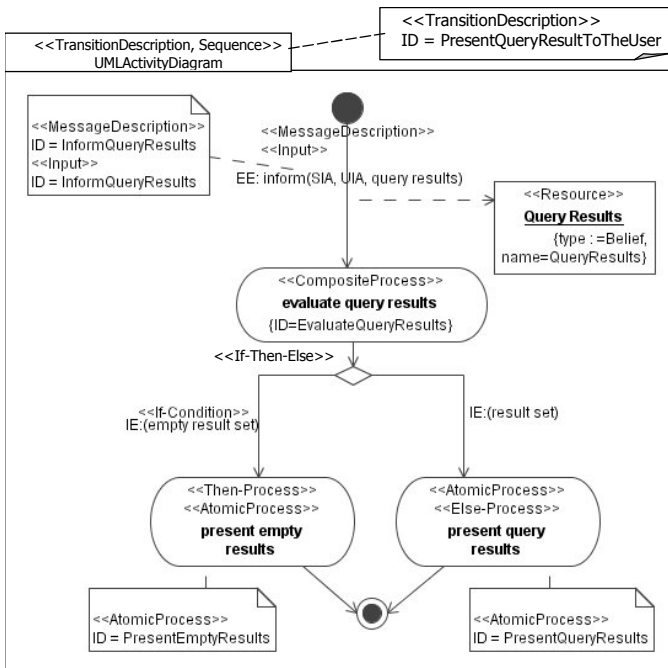 <<TransitionDescription>>
ID = PresentQueryResultToTheUser
<<TransitionDescription, Sequence>>
UMLActivityDiagram
<<MessageDescription>>
ID = InformQueryResults
<<Input>>
ID = InformQueryResults
<<MessageDescription>>
<<Input>>
EE: inform(SIA, UIA, query results)
<<Resource>>
Query Results
{type : =Belief,
name=QueryResults}
<<CompositeProcess>>
evaluate query results
{ID=EvaluateQueryResults}
<<If-Then-Else>>
<<If-Condition>>
IE:(empty result set)
IE:(result set)
<<Then-Process>>
<<AtomicProcess>>
present empty
results
<<AtomicProcess>>
<<Else-Process>>
present query
results
<<AtomicProcess>>
ID = PresentEmptyResults
<<AtomicProcess>>
ID = PresentQueryResults